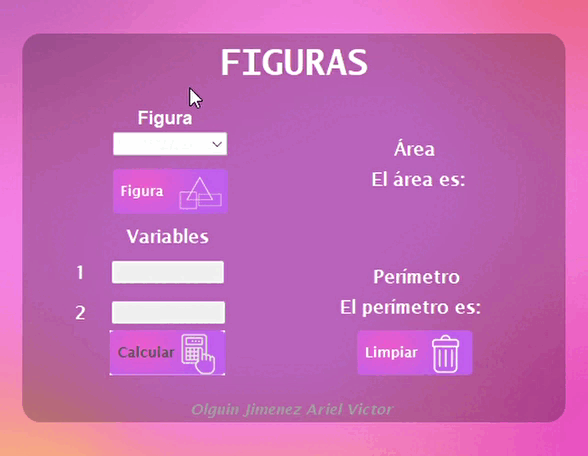 FIGURAS
Figura
Figura
Variables
1
2
Calcular
Área
El área es:
Perímetro
El perímetro es:
Limpiar
Olguin Jimenez Ariel Victor